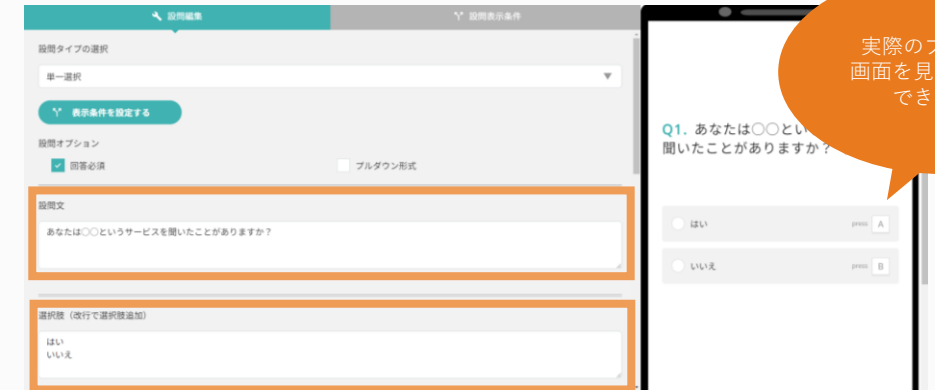 設問編集
設問表示条件
設問タイプの選択
単一選択
表示条件を設定する
設問オプション
回答必須
プルダウン形式
設問文
あなたは〇〇というサービスを聞いたことがありますか？
選択肢（改行で選択肢追加）
はい
いいえ
実際のプ
画面を見
でき
Q1. あなたは〇〇とい
聞いたことがありますか？
はい press A
いいえ press B